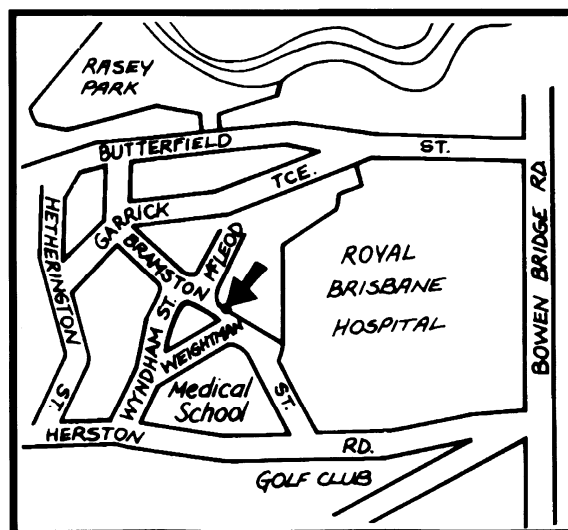 RASEY
PARK
BUTTERFIELD
ST.
TCE.
GARRICK
HETHERINGTON
ST.
BRAMSTON
McLEOD
ROYAL
BRISBANE
HOSPITAL
BOWEN BRIDGE RD.
WYNDHAM ST.
WEIGHTMAN
ST.
Medical
School
HERSTON
RD.
GOLF CLUB